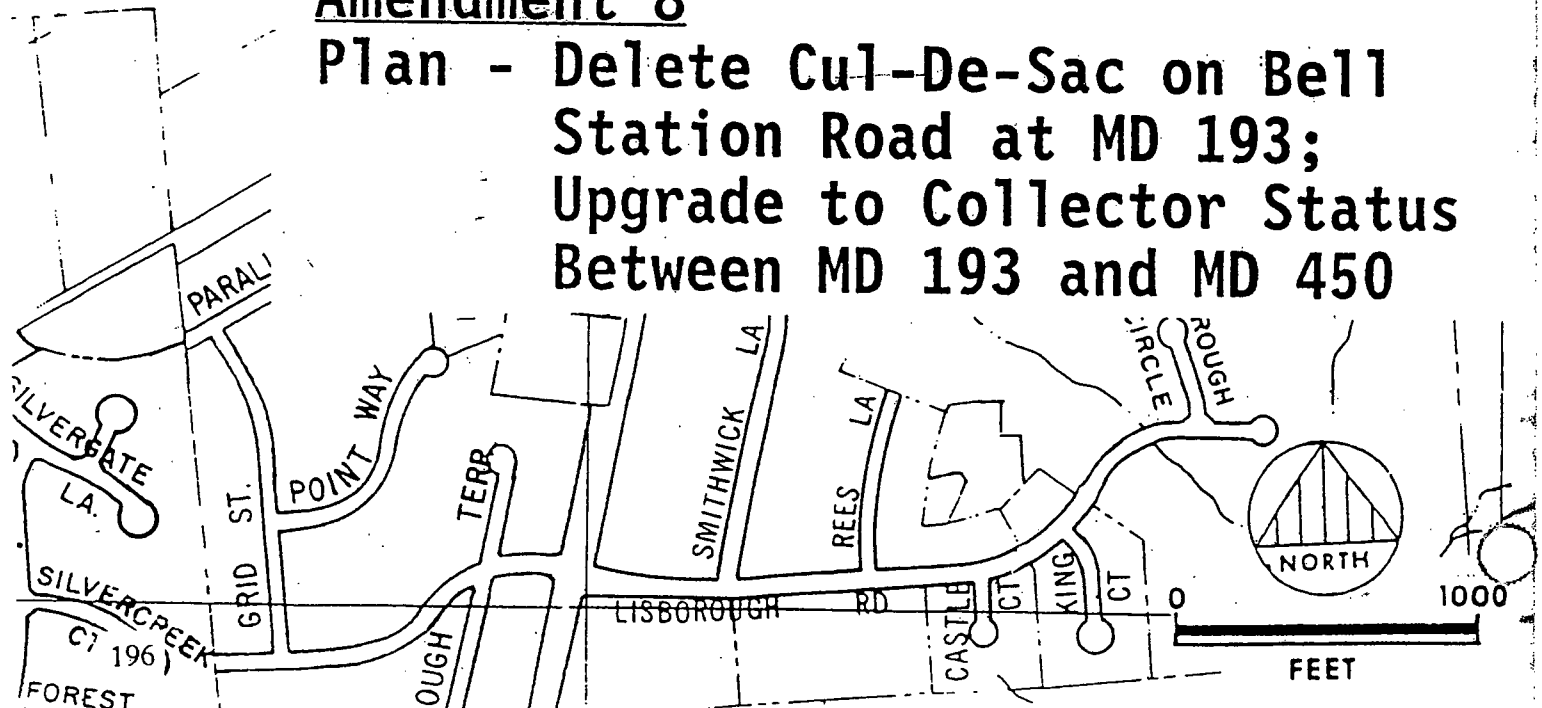 Amendment 8
Plan - Delete Cul-De-Sac on Bell
Station Road at MD 193;
Upgrade to Collector Status
Between MD 193 and MD 450
SILVERGATE
LA.
GRID ST.
POINT WAY
TERR
SMITHWICK LA
REES LA
CIRCLE
ROUGH
NORTH
0 1000
FEET
LISBOROUGH RD
CASTLE CT
KING CT
SILVERCREEK
CT
196
OUGH
FOREST